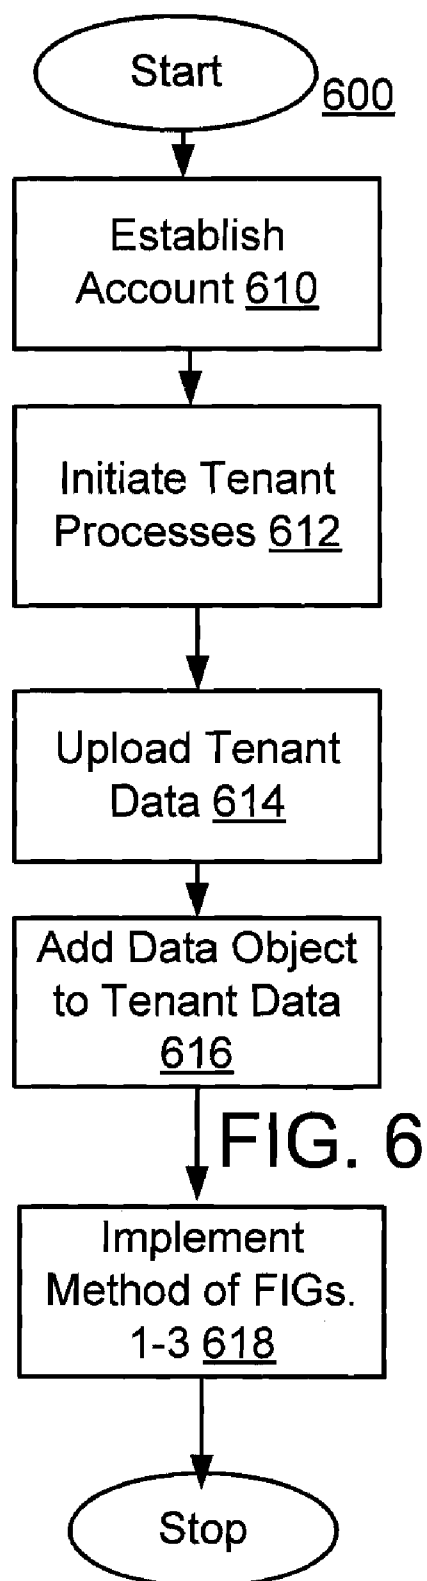 Start
600
Establish
Account 610
Initiate Tenant
Processes 612
Upload Tenant
Data 614
Add Data Object
to Tenant Data
616
FIG. 6
Implement
Method of FIGs.
1-3 618
Stop